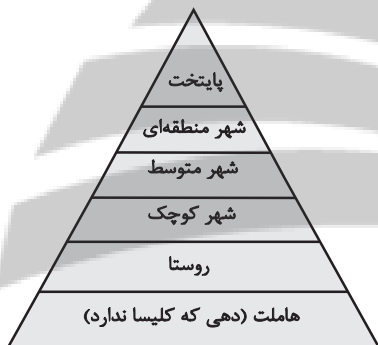 پایتخت
شهر منطقه‌ای
شهر متوسط
شهر کوچک
روستا
هاملت (دهی که کلیسا ندارد)